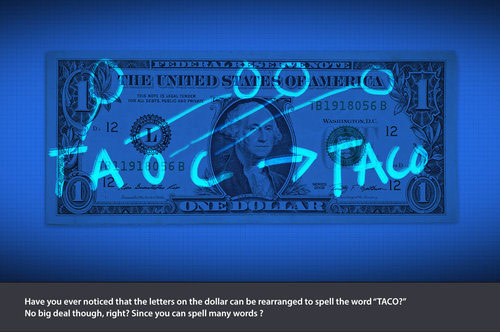 FEDERAL RESERVE NOTE
THE UNITED STATES OF AMERICA
THIS NOTE IS LEGAL TENDER
FOR ALL DEBTS, PUBLIC AND PRIVATE
1
1
B1918056 B
WASHINGTON, D.C.
12
L
12
TAOC → TACO
12
12
ONE DOLLAR
1
1
Have you ever noticed that the letters on the dollar can be rearranged to spell the word “TACO?”
No big deal though, right? Since you can spell many words ?